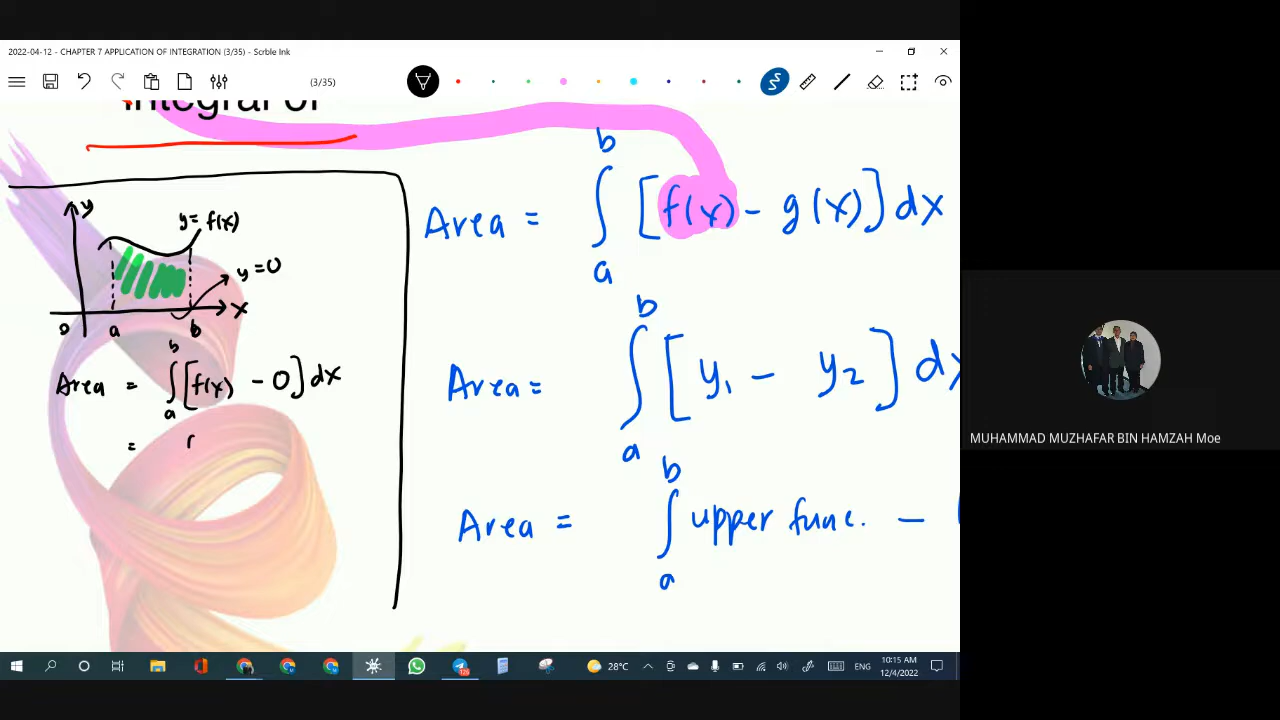 2022-04-12 - CHAPTER 7 APPLICATION OF INTEGRATION (3/35) - Scrble Ink
(3/35)
integral of
y
y = f(x)
y = 0
x
0 a b
Area = ∫ₐᵇ [f(x) - 0] dx
=
Area = ∫ₐᵇ [f(x) - g(x)] dx
Area = ∫ₐᵇ [y₁ - y₂] dx
Area = ∫ₐᵇ upper func. -
MUHAMMAD MUZHAFAR BIN HAMZAH Moe
28°C
ENG
10:15 AM
12/4/2022